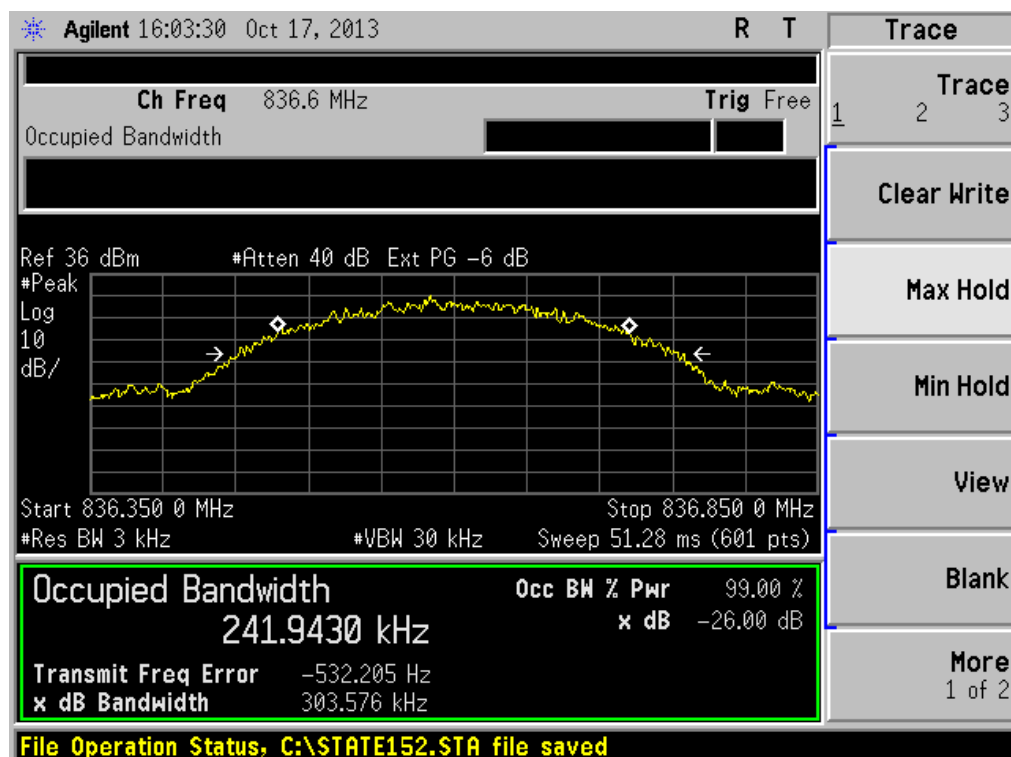 Agilent 16:03:30 Oct 17, 2013 R T
Trace
Ch Freq 836.6 MHz Trig Free
Occupied Bandwidth
Trace
1 2 3
Clear Write
Max Hold
Min Hold
View
Blank
More
1 of 2
Ref 36 dBm #Atten 40 dB Ext PG -6 dB
#Peak
Log
10
dB/
Start 836.350 0 MHz Stop 836.850 0 MHz
#Res BW 3 kHz #VBW 30 kHz Sweep 51.28 ms (601 pts)
Occupied Bandwidth Occ BW % Pwr 99.00 %
241.9430 kHz x dB -26.00 dB
Transmit Freq Error -532.205 Hz
x dB Bandwidth 303.576 kHz
File Operation Status, C:\STATE152.STA file saved